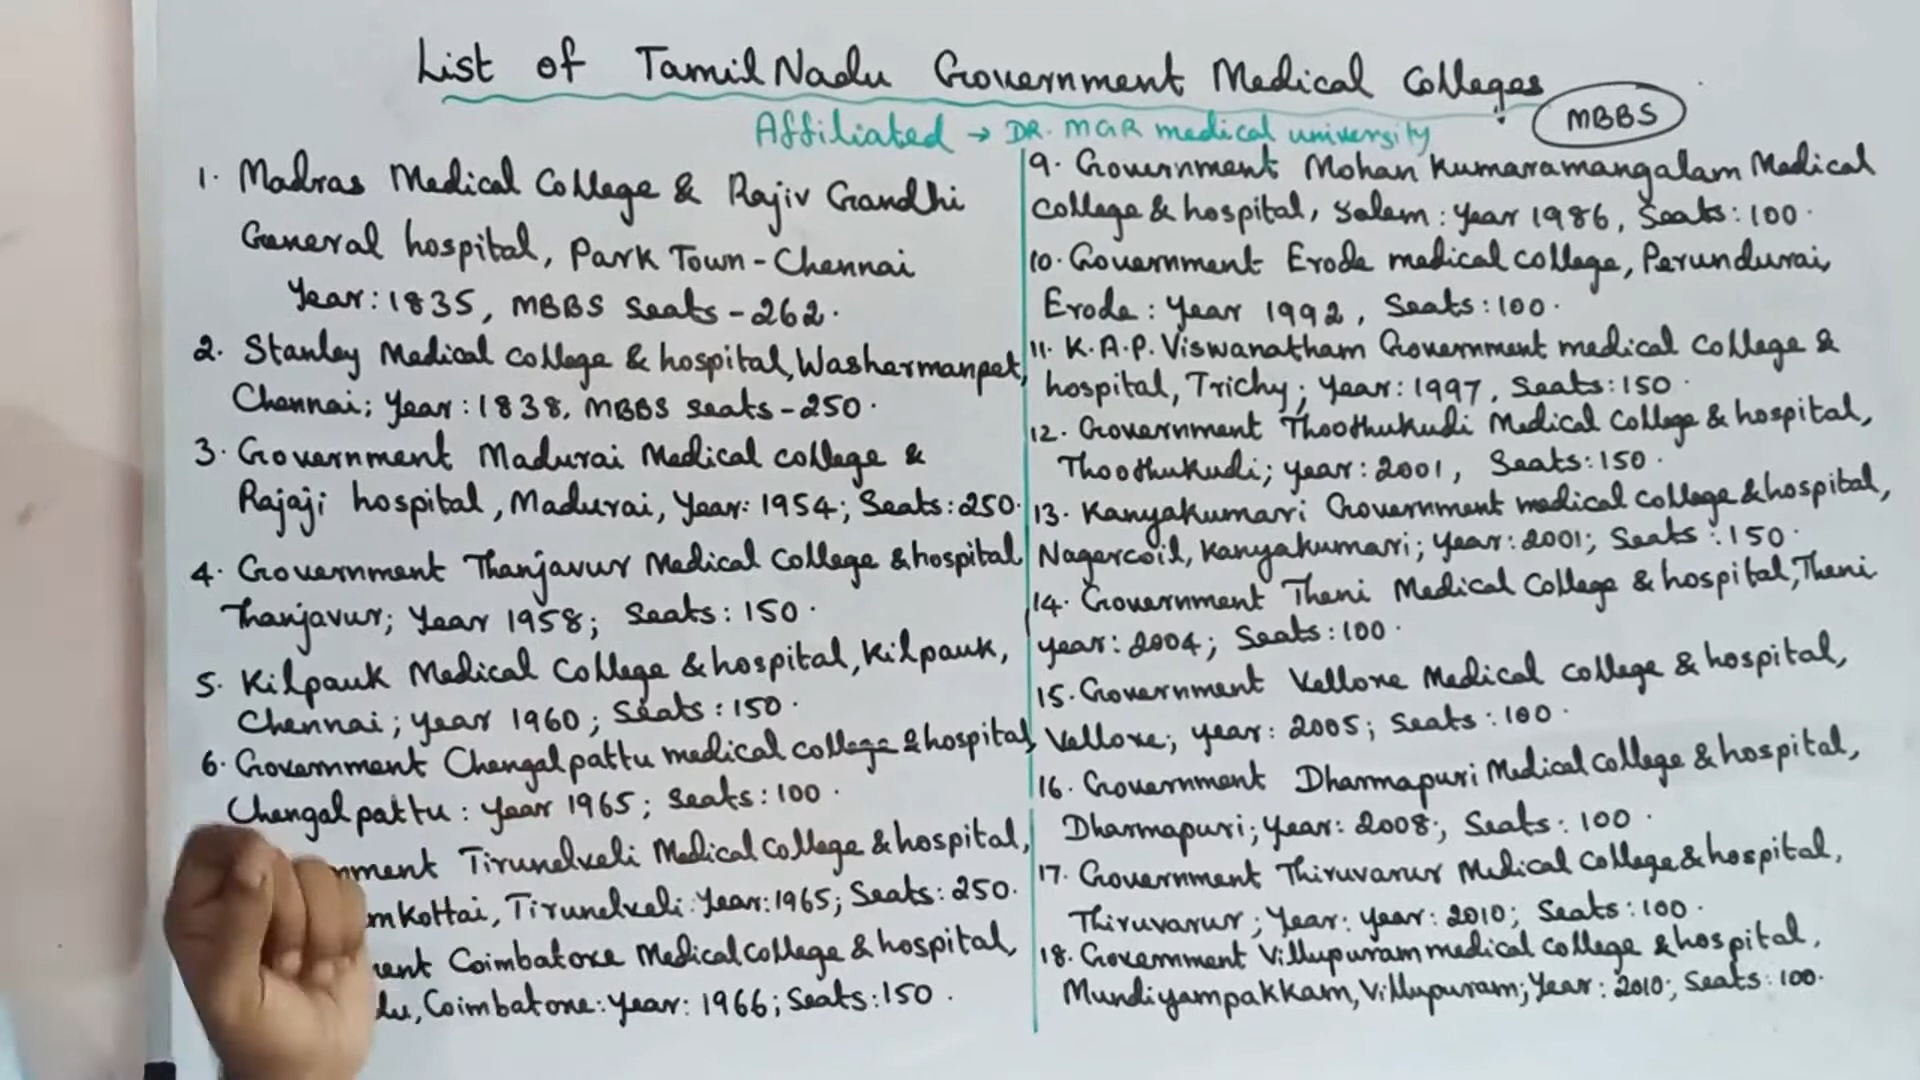 List of Tamil Nadu Government Medical Colleges
MBBS
Affiliated → DR. MGR medical university
1. Madras Medical College & Rajiv Gandhi
General hospital, Park Town - Chennai
Year: 1835, MBBS Seats - 262.
2. Stanley Medical college & hospital, Washermanpet,
Chennai; Year: 1838. MBBS seats - 250.
3. Government Madurai Medical college &
Rajaji hospital, Madurai, Year: 1954; Seats: 250.
4. Government Thanjavur Medical College & hospital
Thanjavur; Year 1958; Seats: 150.
5. Kilpauk Medical College & hospital, Kilpauk,
Chennai; year 1960; Seats: 150.
6. Government Chengalpattu medical college & hospital,
Chengalpattu: year 1965; Seats: 100.
nment Tirunelveli Medical College & hospital,
mkottai, Tirunelveli: Year: 1965; Seats: 250.
ent Coimbatore Medical College & hospital,
du, Coimbatore: year: 1966; Seats: 150.
9. Government Mohan Kumaramangalam Medical
College & hospital, Salem: Year 1986, Seats: 100.
10. Government Erode medical college, Perundurai,
Erode: Year 1992, Seats: 100.
11. K.A.P. Viswanatham Government medical college &
hospital, Trichy; Year: 1997, Seats: 150.
12. Government Thoothukudi Medical College & hospital,
Thoothukudi; year: 2001, Seats: 150.
13. Kanyakumari Government medical college & hospital,
Nagercoil, Kanyakumari; year: 2001; Seats: 150.
14. Government Theni Medical College & hospital, Theni
year: 2004; Seats: 100.
15. Government Vellore Medical college & hospital,
Vellore; year: 2005; Seats: 100.
16. Government Dharmapuri Medical College & hospital,
Dharmapuri; Year: 2008; Seats: 100.
17. Government Thiruvarur Medical College & hospital,
Thiruvarur; Year: year: 2010; Seats: 100.
18. Government Villupuram medical college & hospital,
Mundiyampakkam, Villupuram; Year: 2010; Seats: 100.